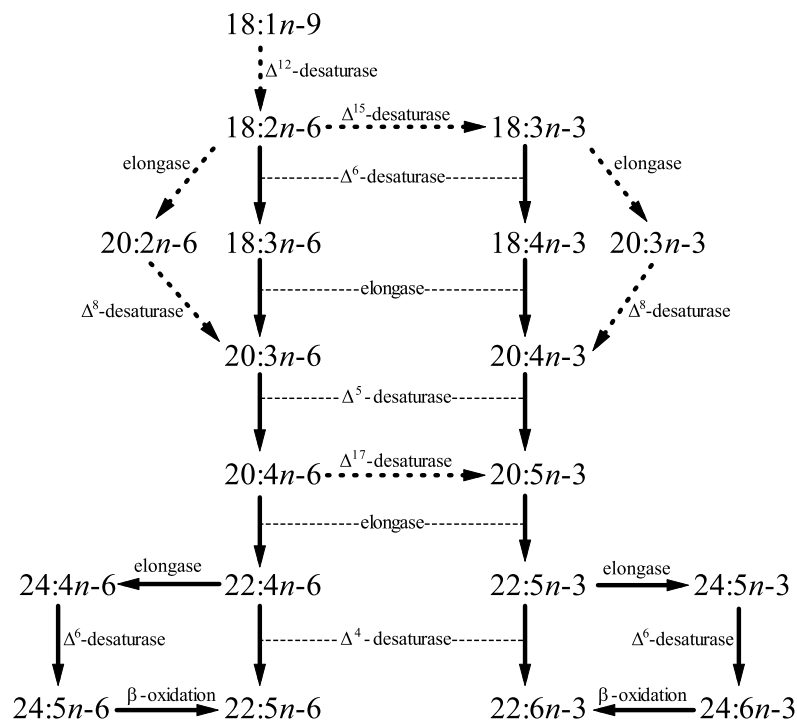 18:1n-9
Δ12-desaturase
18:2n-6 Δ15-desaturase 18:3n-3
elongase elongase
Δ6-desaturase
20:2n-6 18:3n-6 18:4n-3 20:3n-3
elongase
Δ8-desaturase Δ8-desaturase
20:3n-6 20:4n-3
Δ5-desaturase
20:4n-6 Δ17-desaturase 20:5n-3
elongase
elongase elongase
24:4n-6 22:4n-6 22:5n-3 24:5n-3
Δ6-desaturase Δ4-desaturase Δ6-desaturase
β-oxidation β-oxidation
24:5n-6 22:5n-6 22:6n-3 24:6n-3